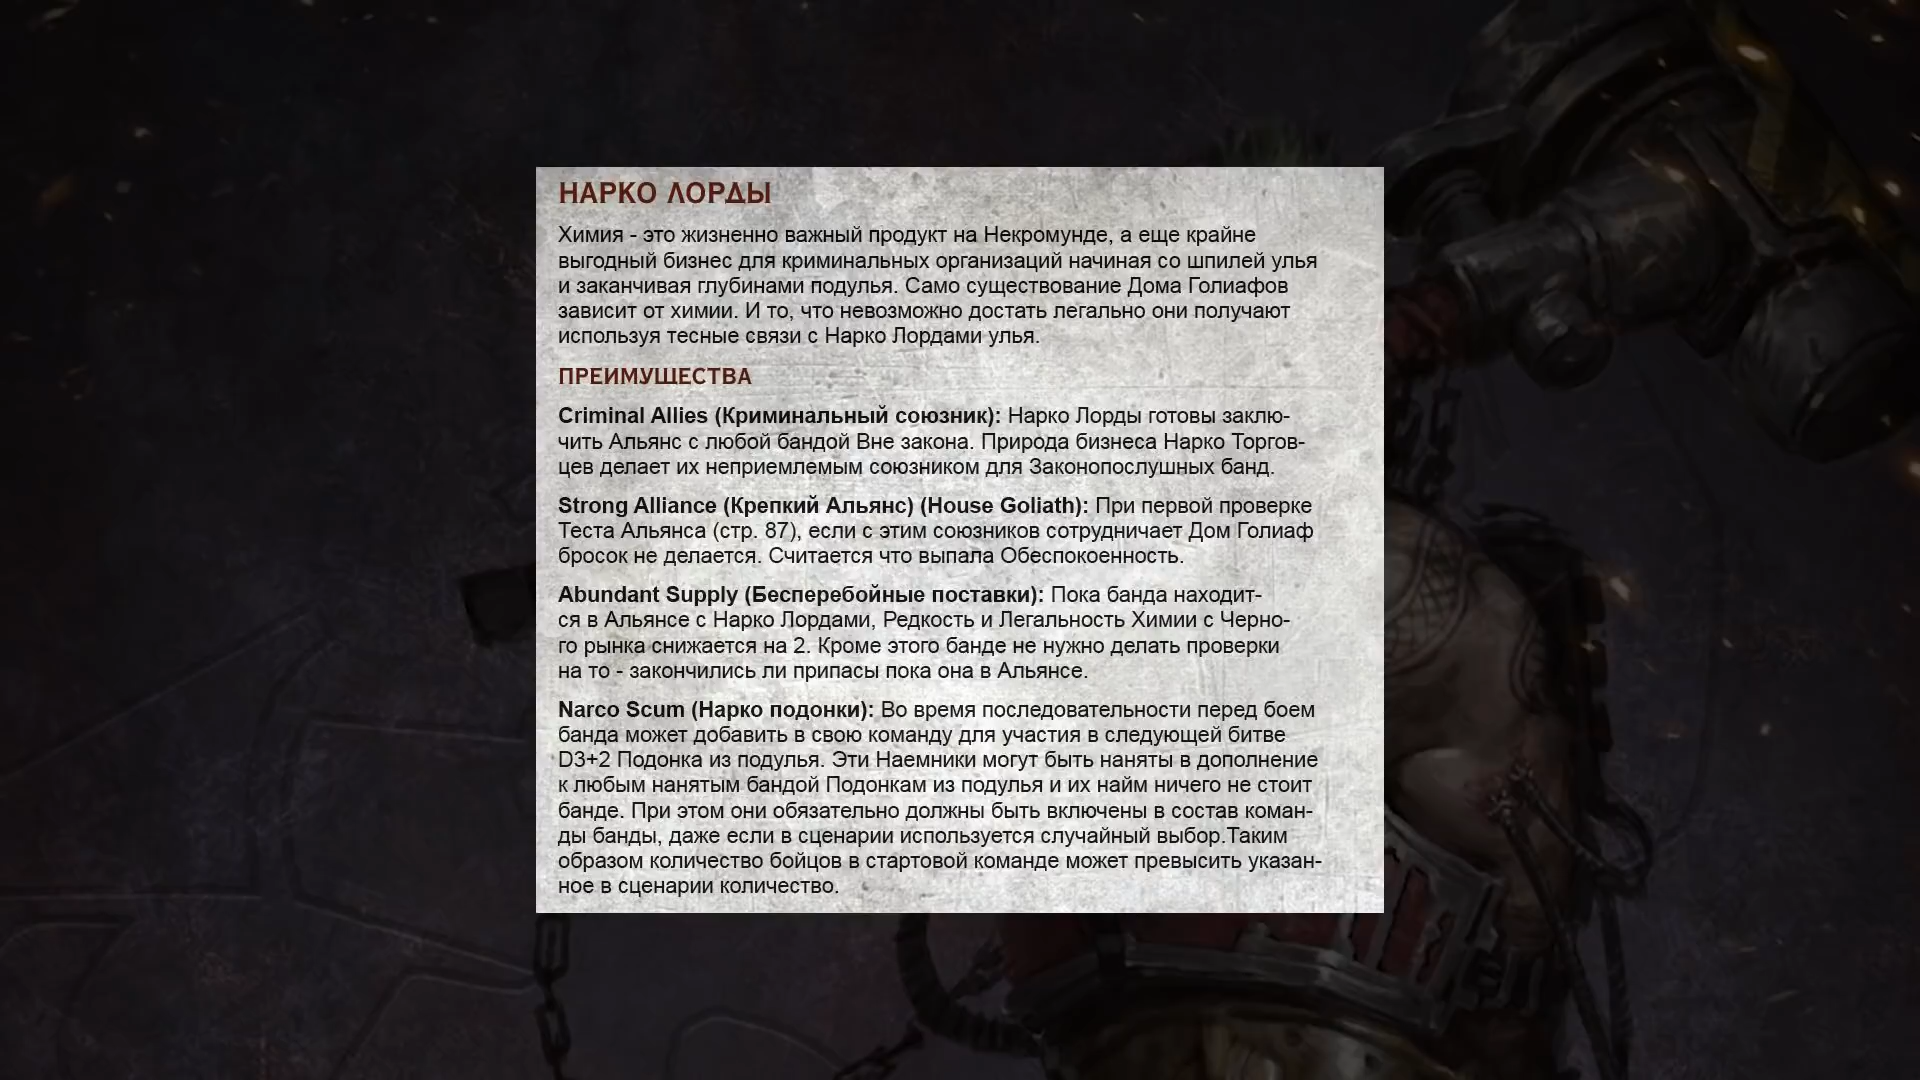 НАРКО ЛОРДЫ
Химия - это жизненно важный продукт на Некромунде, а еще крайне
выгодный бизнес для криминальных организаций начиная со шпилей улья
и заканчивая глубинами подулья. Само существование Дома Голиафов
зависит от химии. И то, что невозможно достать легально они получают
используя тесные связи с Нарко Лордами улья.
ПРЕИМУЩЕСТВА
Criminal Allies (Криминальный союзник): Нарко Лорды готовы заклю-
чить Альянс с любой бандой Вне закона. Природа бизнеса Нарко Торгов-
цев делает их неприемлемым союзником для Законопослушных банд.
Strong Alliance (Крепкий Альянс) (House Goliath): При первой проверке
Теста Альянса (стр. 87), если с этим союзников сотрудничает Дом Голиаф
бросок не делается. Считается что выпала Обеспокоенность.
Abundant Supply (Бесперебойные поставки): Пока банда находит-
ся в Альянсе с Нарко Лордами, Редкость и Легальность Химии с Черно-
го рынка снижается на 2. Кроме этого банде не нужно делать проверки
на то - закончились ли припасы пока она в Альянсе.
Narco Scum (Нарко подонки): Во время последовательности перед боем
банда может добавить в свою команду для участия в следующей битве
D3+2 Подонка из подулья. Эти Наемники могут быть наняты в дополнение
к любым нанятым бандой Подонкам из подулья и их найм ничего не стоит
банде. При этом они обязательно должны быть включены в состав коман-
ды банды, даже если в сценарии используется случайный выбор.Таким
образом количество бойцов в стартовой команде может превысить указан-
ное в сценарии количество.